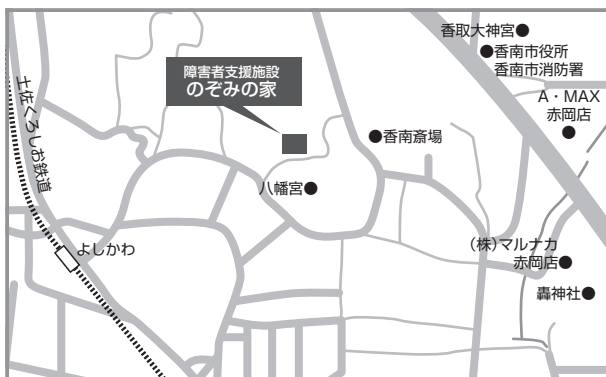 香取大神宮
香南市役所
香南市消防署
A・MAX
赤岡店
障害者支援施設
のぞみの家
土佐くろしお鉄道
香南斎場
八幡宮
よしかわ
(株)マルナカ
赤岡店
轟神社